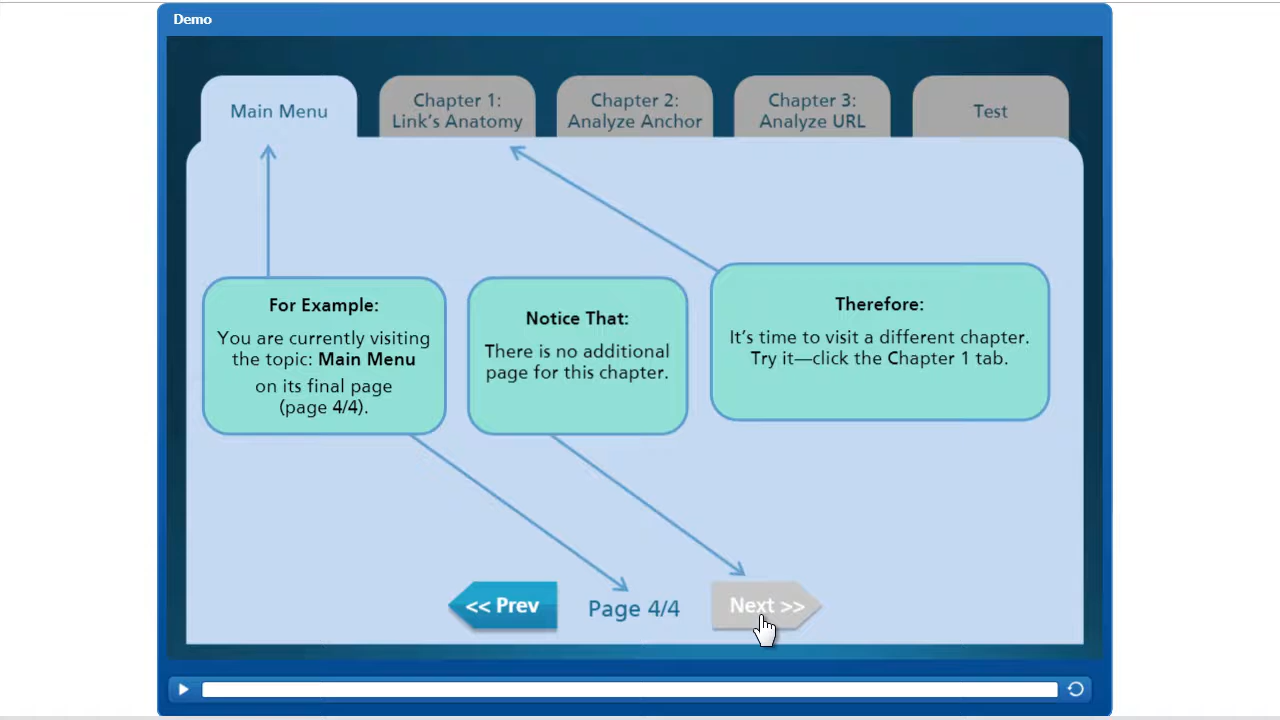 Demo
Main Menu
Chapter 1:
Link's Anatomy
Chapter 2:
Analyze Anchor
Chapter 3:
Analyze URL
Test
For Example:
You are currently visiting
the topic: Main Menu
on its final page
(page 4/4).
Notice That:
There is no additional
page for this chapter.
Therefore:
It's time to visit a different chapter.
Try it—click the Chapter 1 tab.
<< Prev
Page 4/4
Next >>